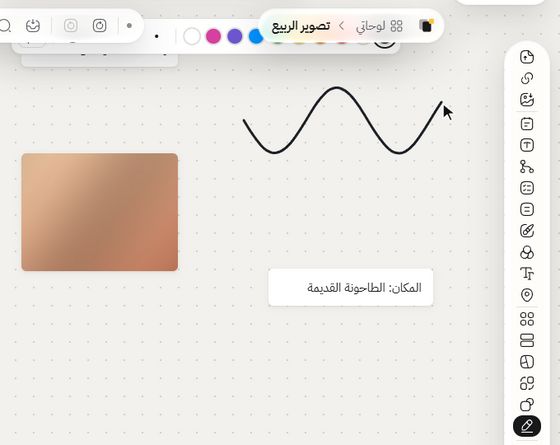 لوحاتي
تصوير الربيع
المكان: الطاحونة القديمة